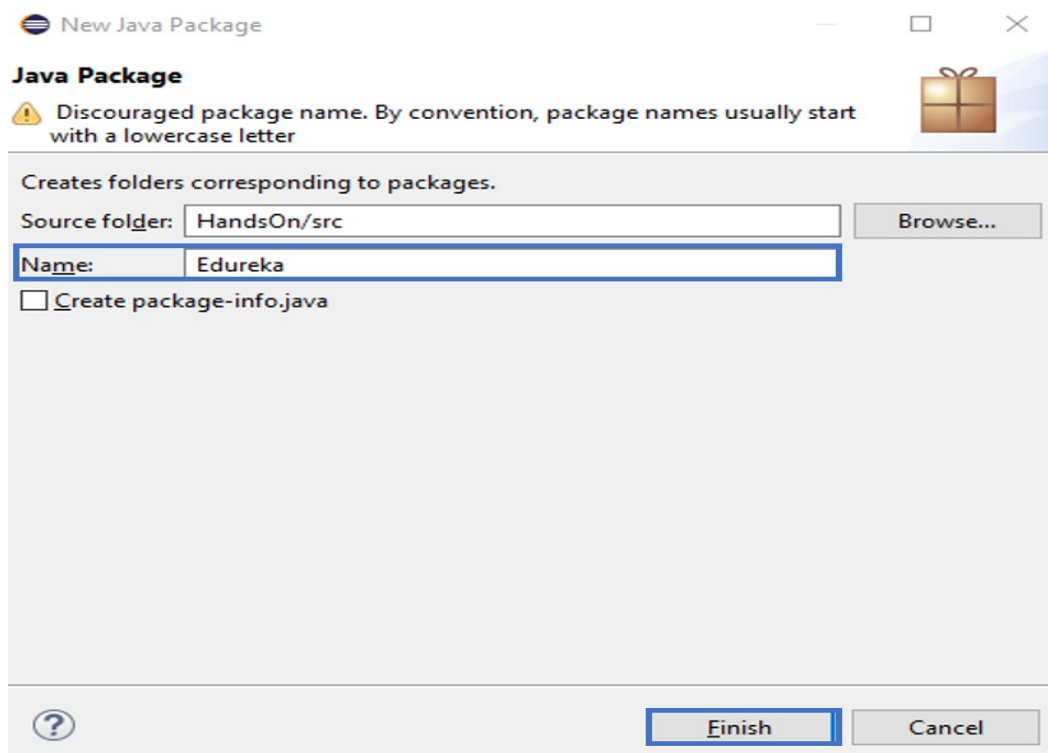 New Java Package
Java Package
Discouraged package name. By convention, package names usually start
with a lowercase letter
Creates folders corresponding to packages.
Source folder: HandsOn/src Browse...
Name: Edureka
Create package-info.java
? Finish Cancel